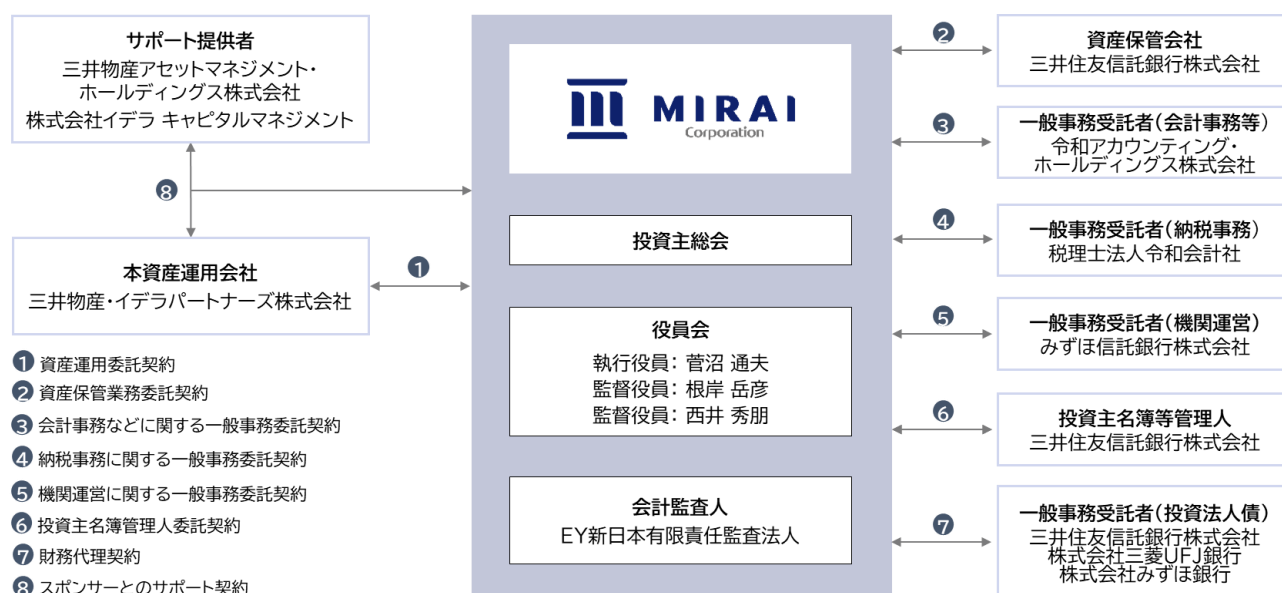 サポート提供者
三井物産アセットマネジメント・
ホールディングス株式会社
株式会社イデラ キャピタルマネジメント
8
本資産運用会社
三井物産・イデラパートナーズ株式会社
1
1 資産運用委託契約
2 資産保管業務委託契約
3 会計事務などに関する一般事務委託契約
4 納税事務に関する一般事務委託契約
5 機関運営に関する一般事務委託契約
6 投資主名簿管理人委託契約
7 財務代理契約
8 スポンサーとのサポート契約
MIRAI
Corporation
投資主総会
役員会
執行役員： 菅沼 通夫
監督役員： 根岸 岳彦
監督役員： 西井 秀朋
会計監査人
EY新日本有限責任監査法人
2
資産保管会社
三井住友信託銀行株式会社
3
一般事務受託者（会計事務等）
令和アカウンティング・
ホールディングス株式会社
4
一般事務受託者（納税事務）
税理士法人令和会計社
5
一般事務受託者（機関運営）
みずほ信託銀行株式会社
6
投資主名簿等管理人
三井住友信託銀行株式会社
7
一般事務受託者（投資法人債）
三井住友信託銀行株式会社
株式会社三菱UFJ銀行
株式会社みずほ銀行